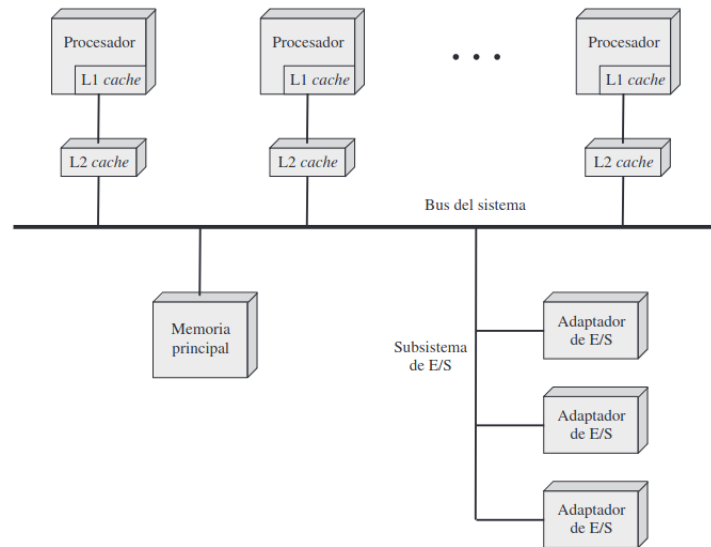 Procesador
L1 cache
Procesador
L1 cache
• • •
Procesador
L1 cache
L2 cache
L2 cache
L2 cache
Bus del sistema
Memoria
principal
Subsistema
de E/S
Adaptador
de E/S
Adaptador
de E/S
Adaptador
de E/S